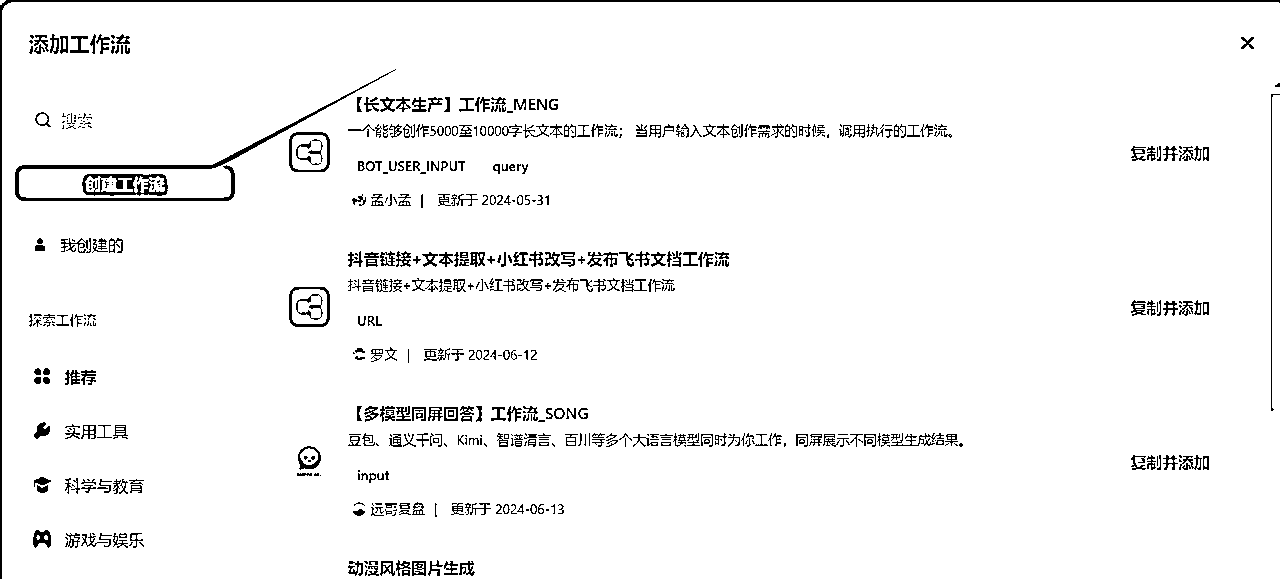 添加工作流
搜索
创建工作流
我创建的
探索工作流
推荐
实用工具
科学与教育
游戏与娱乐
【长文本生产】工作流_MENG
一个能够创作5000至10000字长文本的工作流； 当用户输入文本创作需求的时候，调用执行的工作流。
BOT_USER_INPUT query
孟小孟 | 更新于 2024-05-31
复制并添加
抖音链接+文本提取+小红书改写+发布飞书文档工作流
抖音链接+文本提取+小红书改写+发布飞书文档工作流
URL
罗文 | 更新于 2024-06-12
复制并添加
【多模型同屏回答】工作流_SONG
豆包、通义千问、Kimi、智谱清言、百川等多个大语言模型同时为你工作，同屏展示不同模型生成结果。
input
远哥复盘 | 更新于 2024-06-13
复制并添加
动漫风格图片生成